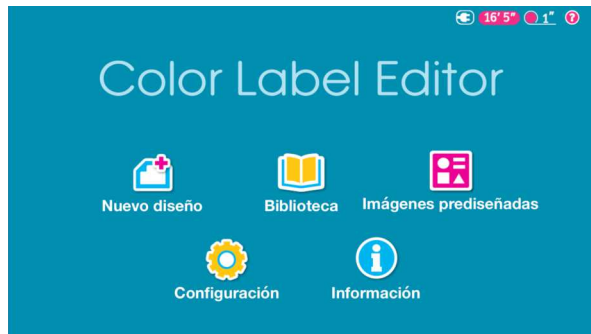 16' 5" 1" ?
Color Label Editor
Nuevo diseño Biblioteca Imágenes prediseñadas
Configuración Información